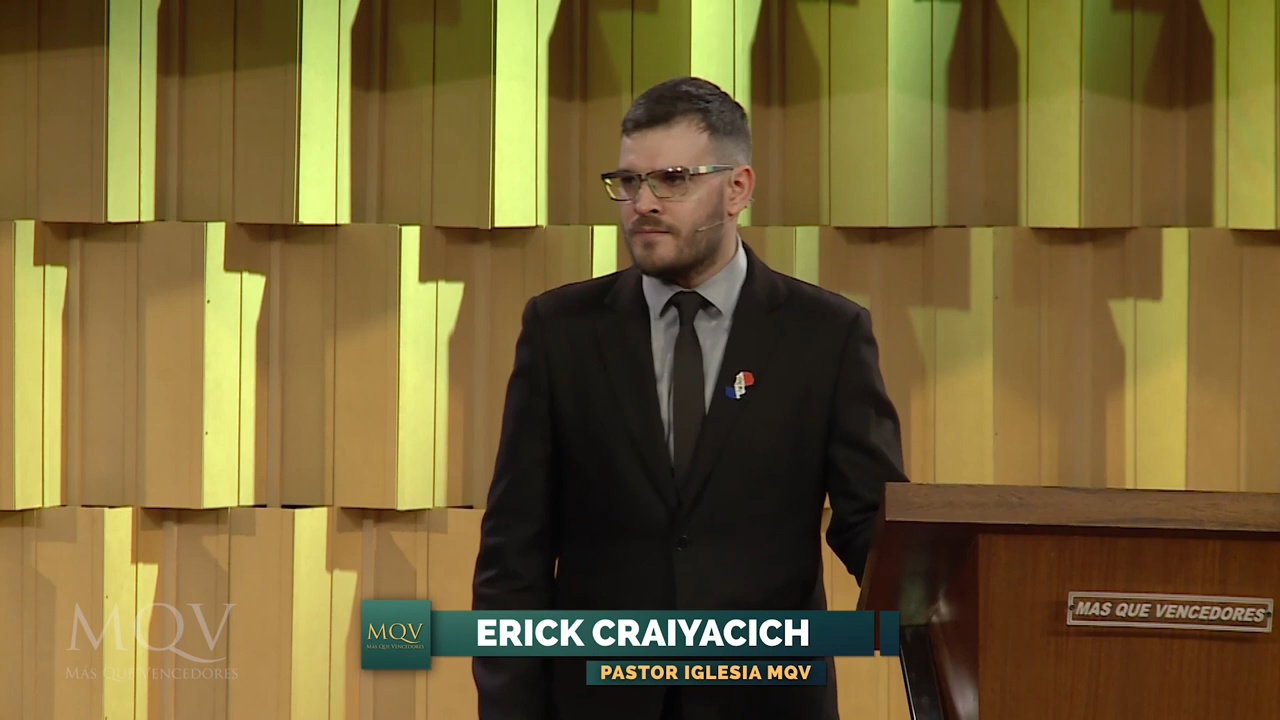 MQV
MÁS QUE VENCEDORES
MQV
MÁS QUE VENCEDORES
ERICK CRAIYACICH
PASTOR IGLESIA MQV
MAS QUE VENCEDORES